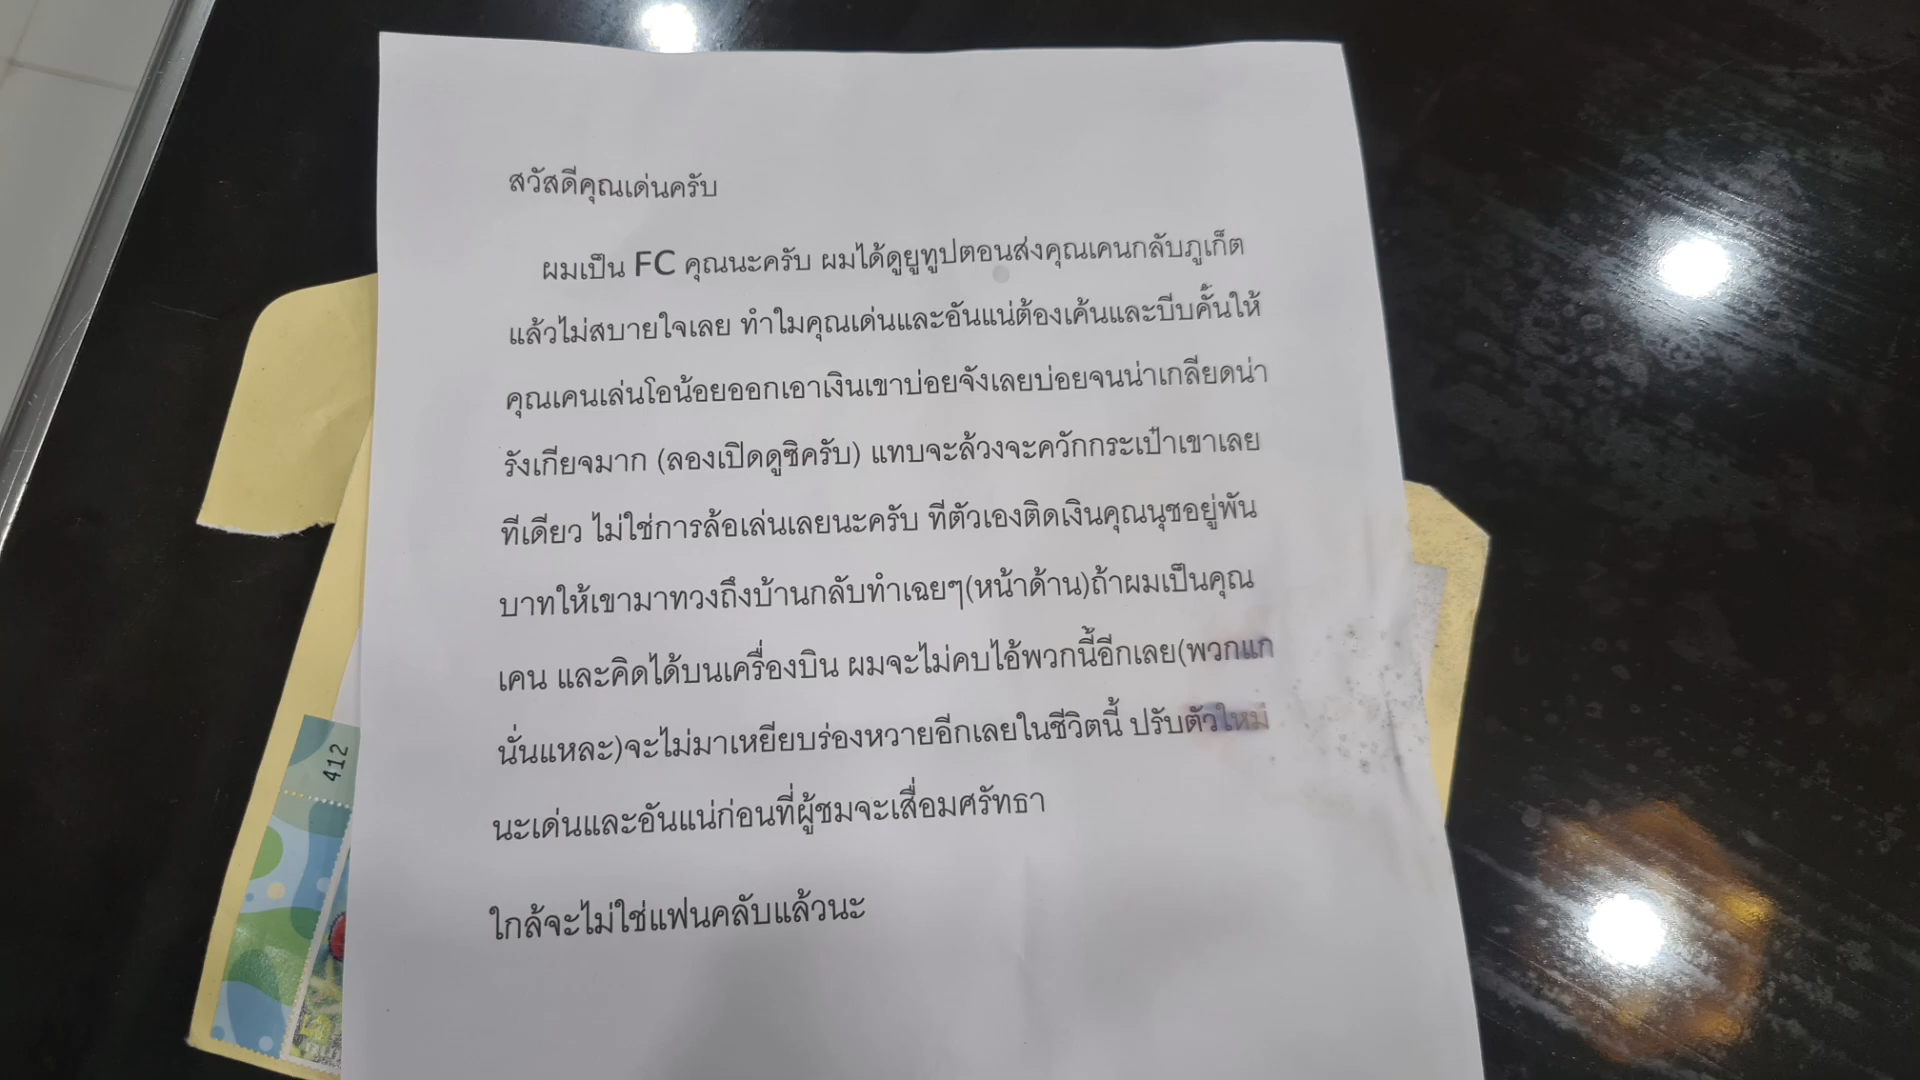 สวัสดีคุณเด่นครับ
ผมเป็น FC คุณนะครับ ผมได้ดูยูทูปตอนส่งคุณเคนกลับภูเก็ต
แล้วไม่สบายใจเลย ทำใมคุณเด่นและอันแน่ต้องเค้นและบีบคั้นให้
คุณเคนเล่นโอน้อยออกเอาเงินเขาบ่อยจังเลยบ่อยจนน่าเกลียดน่า
รังเกียจมาก (ลองเปิดดูซิครับ) แทบจะล้วงจะควักกระเป๋าเขาเลย
ทีเดียว ไม่ใช่การล้อเล่นเลยนะครับ ทีตัวเองติดเงินคุณนุชอยู่พัน
บาทให้เขามาทวงถึงบ้านกลับทำเฉยๆ(หน้าด้าน)ถ้าผมเป็นคุณ
เคน และคิดได้บนเครื่องบิน ผมจะไม่คบไอ้พวกนี้อีกเลย(พวกแก
นั่นแหละ)จะไม่มาเหยียบร่องหวายอีกเลยในชีวิตนี้ ปรับตัวใหม่
นะเด่นและอันแน่ก่อนที่ผู้ชมจะเสื่อมศรัทธา
ใกล้จะไม่ใช่แฟนคลับแล้วนะ
412